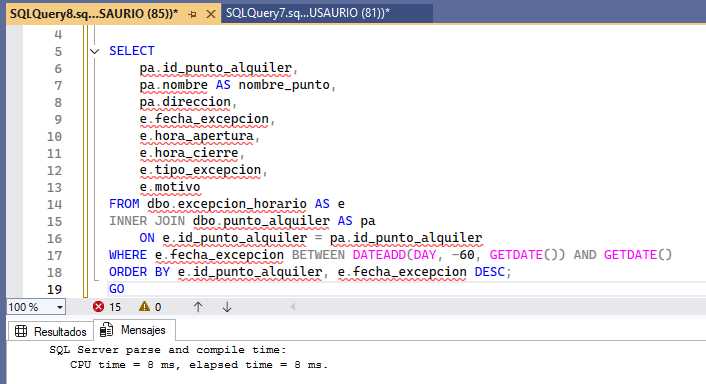 SQLQuery8.sq...SAURIO (85))* SQLQuery7.sq...USAURIO (81))*
4
5 SELECT
6 pa.id_punto_alquiler,
7 pa.nombre AS nombre_punto,
8 pa.direccion,
9 e.fecha_excepcion,
10 e.hora_apertura,
11 e.hora_cierre,
12 e.tipo_excepcion,
13 e.motivo
14 FROM dbo.excepcion_horario AS e
15 INNER JOIN dbo.punto_alquiler AS pa
16 ON e.id_punto_alquiler = pa.id_punto_alquiler
17 WHERE e.fecha_excepcion BETWEEN DATEADD(DAY, -60, GETDATE()) AND GETDATE()
18 ORDER BY e.id_punto_alquiler, e.fecha_excepcion DESC;
19 GO
100 % 15 0
Resultados Mensajes
SQL Server parse and compile time:
CPU time = 8 ms, elapsed time = 8 ms.